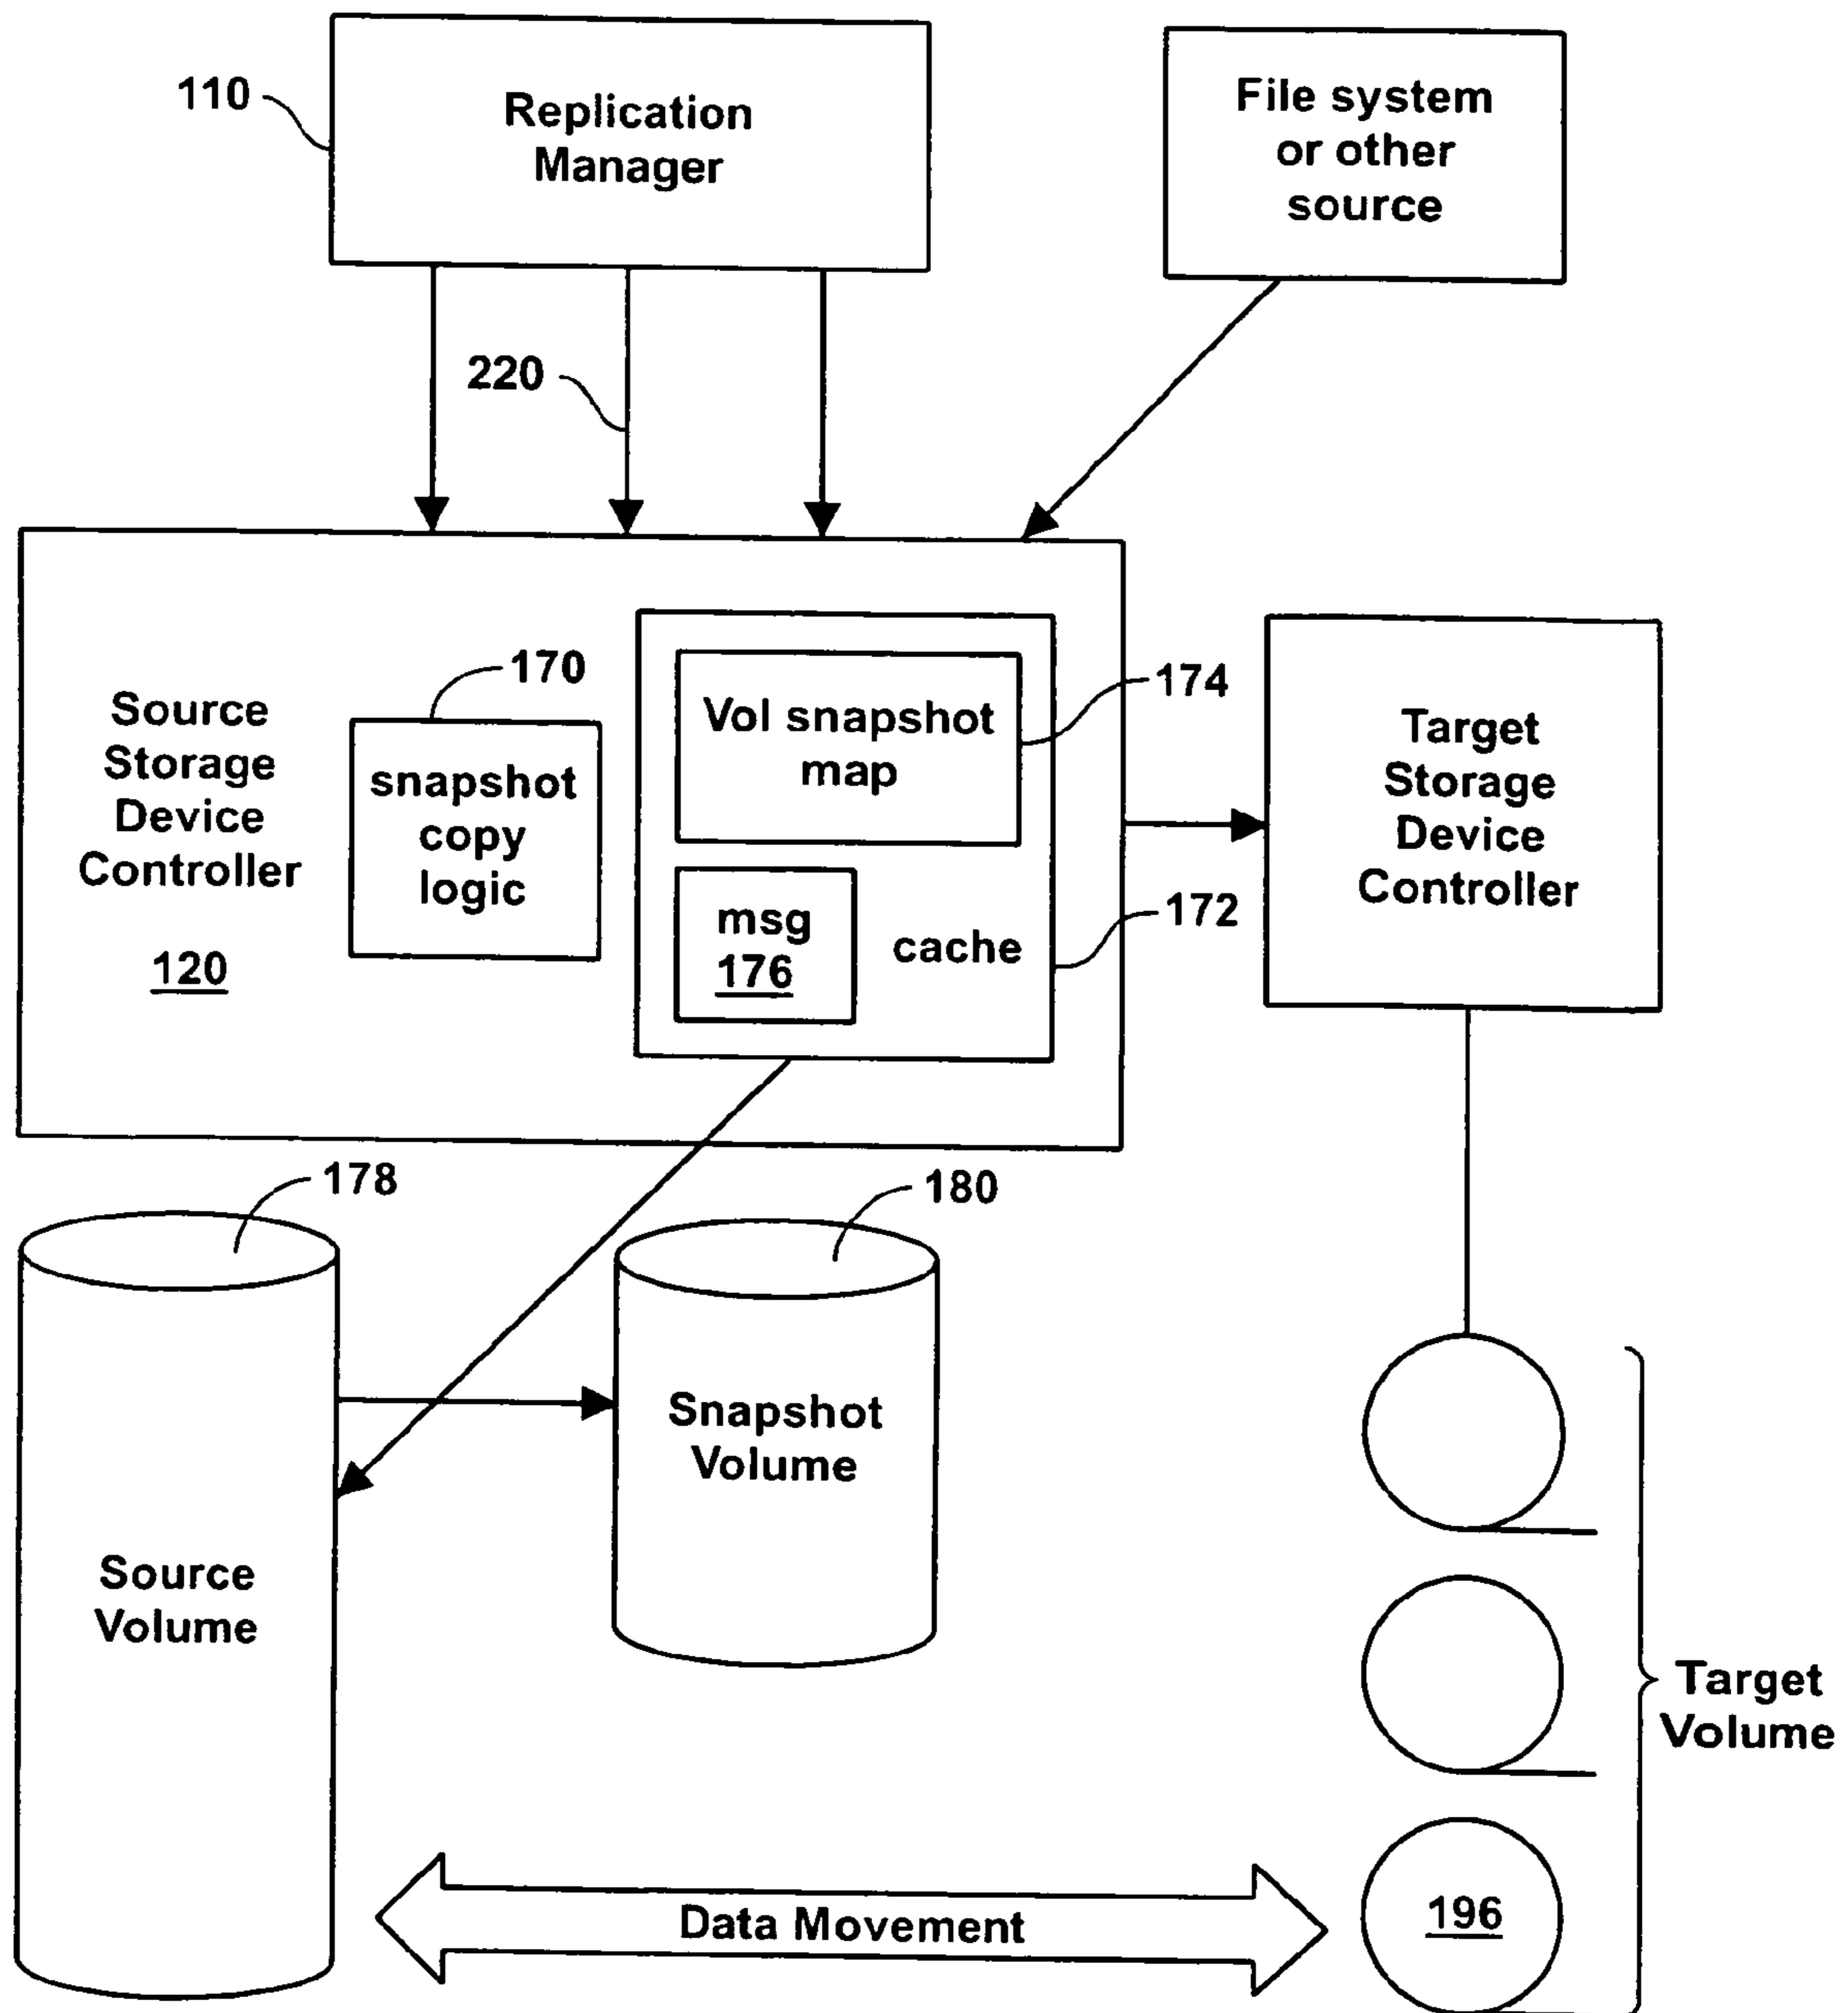 110
Replication
Manager
File system
or other
source
220
Source
Storage
Device
Controller
120
170
snapshot
copy
logic
Vol snapshot
map
174
msg
176
cache
172
Target
Storage
Device
Controller
178
180
Source
Volume
Snapshot
Volume
Target
Volume
Data Movement
196